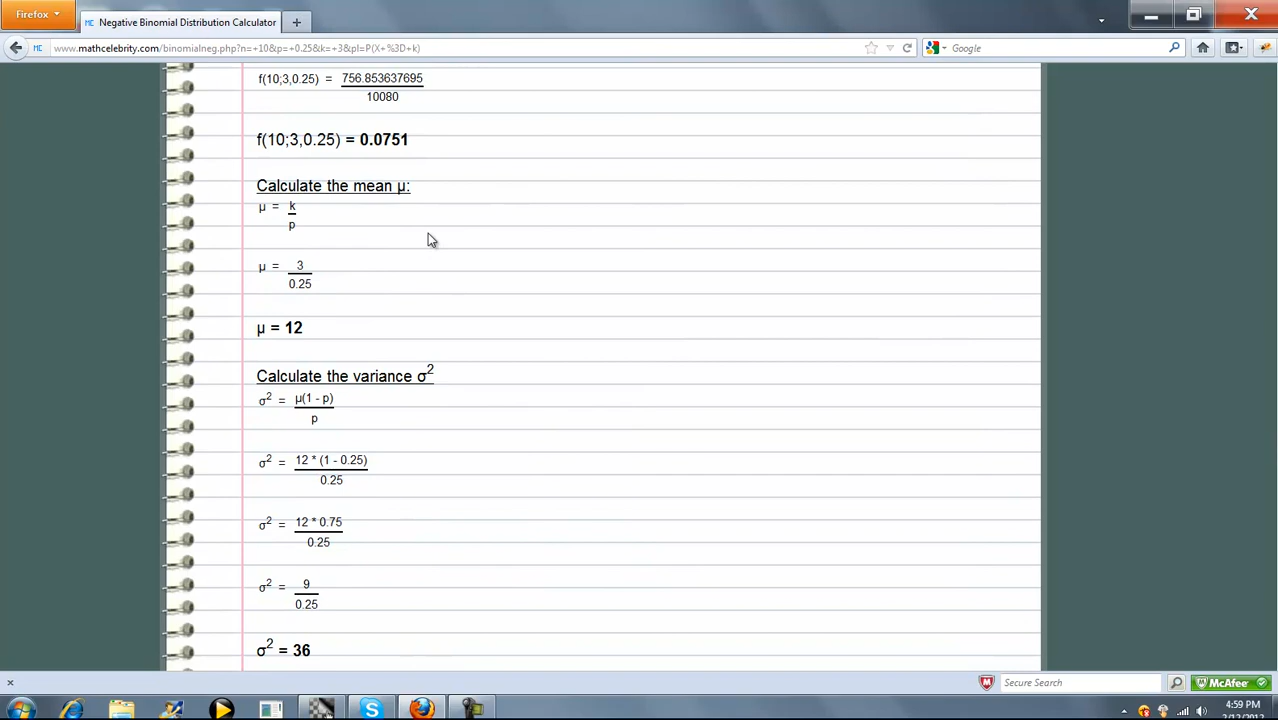 Firefox
Negative Binomial Distribution Calculator
www.mathcelebrity.com/binomialneg.php?n=+10&p=+0.25&k=+3&pl=P(X+%3D+k)
Google
f(10;3,0.25) = 756.853637695
10080
f(10;3,0.25) = 0.0751
Calculate the mean μ:
μ = k
p
μ = 3
0.25
μ = 12
Calculate the variance σ²
σ² = μ(1 - p)
p
σ² = 12 * (1 - 0.25)
0.25
σ² = 12 * 0.75
0.25
σ² = 9
0.25
σ² = 36
Secure Search
McAfee
4:59 PM
2/12/2012